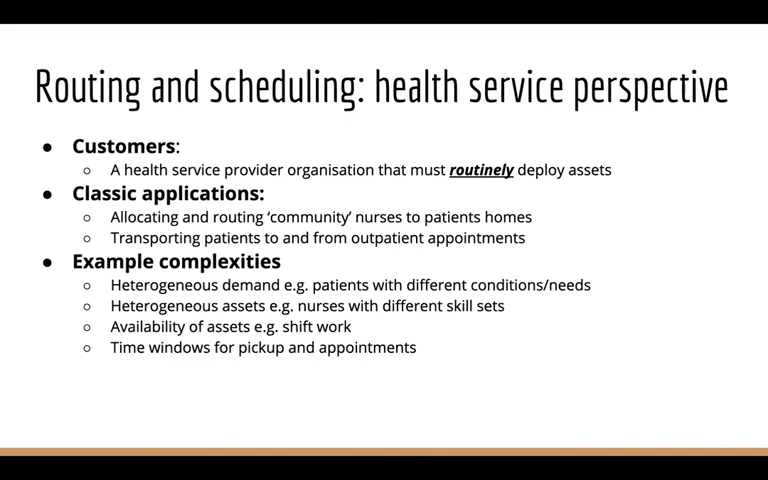 Routing and scheduling: health service perspective
● Customers:
○ A health service provider organisation that must routinely deploy assets
● Classic applications:
○ Allocating and routing ‘community’ nurses to patients homes
○ Transporting patients to and from outpatient appointments
● Example complexities
○ Heterogeneous demand e.g. patients with different conditions/needs
○ Heterogeneous assets e.g. nurses with different skill sets
○ Availability of assets e.g. shift work
○ Time windows for pickup and appointments